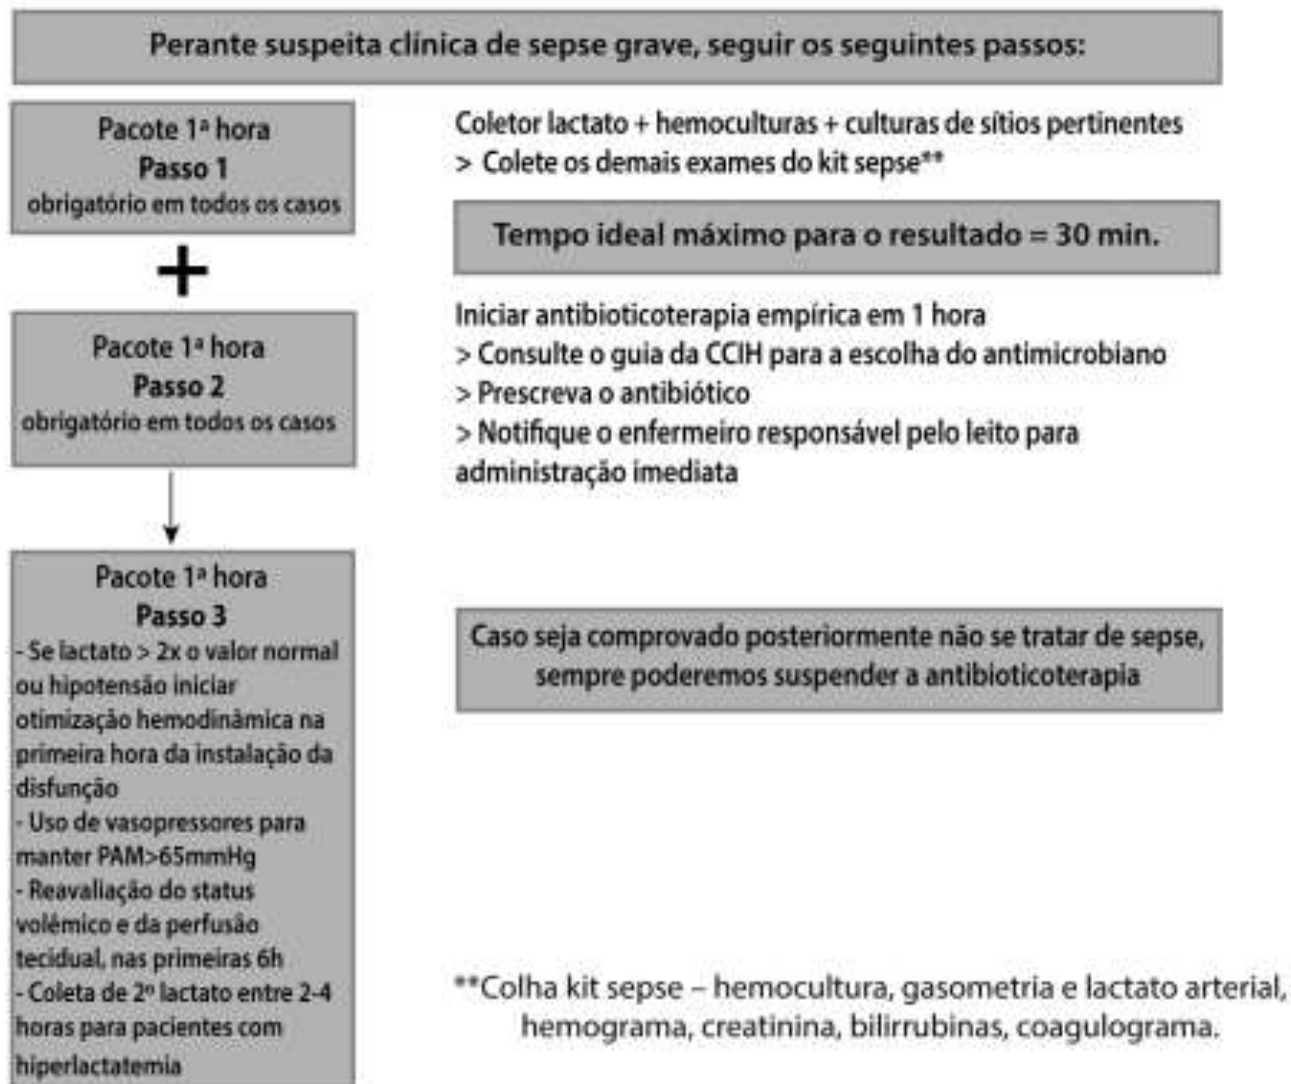 Perante suspeita clínica de sepse grave, seguir os seguintes passos:
Pacote 1ª hora
Passo 1
obrigatório em todos os casos
Coletor lactato + hemoculturas + culturas de sítios pertinentes
> Colete os demais exames do kit sepse**
Tempo ideal máximo para o resultado = 30 min.
+
Pacote 1ª hora
Passo 2
obrigatório em todos os casos
Iniciar antibioticoterapia empírica em 1 hora
> Consulte o guia da CCIH para a escolha do antimicrobiano
> Prescreva o antibiótico
> Notifique o enfermeiro responsável pelo leito para
administração imediata
Pacote 1ª hora
Passo 3
- Se lactato > 2x o valor normal
ou hipotensão iniciar
otimização hemodinâmica na
primeira hora da instalação da
disfunção
- Uso de vasopressores para
manter PAM>65mmHg
- Reavaliação do status
volêmico e da perfusão
tecidual, nas primeiras 6h
- Coleta de 2º lactato entre 2-4
horas para pacientes com
hiperlactatemia
Caso seja comprovado posteriormente não se tratar de sepse,
sempre poderemos suspender a antibioticoterapia
**Colha kit sepse – hemocultura, gasometria e lactato arterial,
hemograma, creatinina, bilirrubinas, coagulograma.